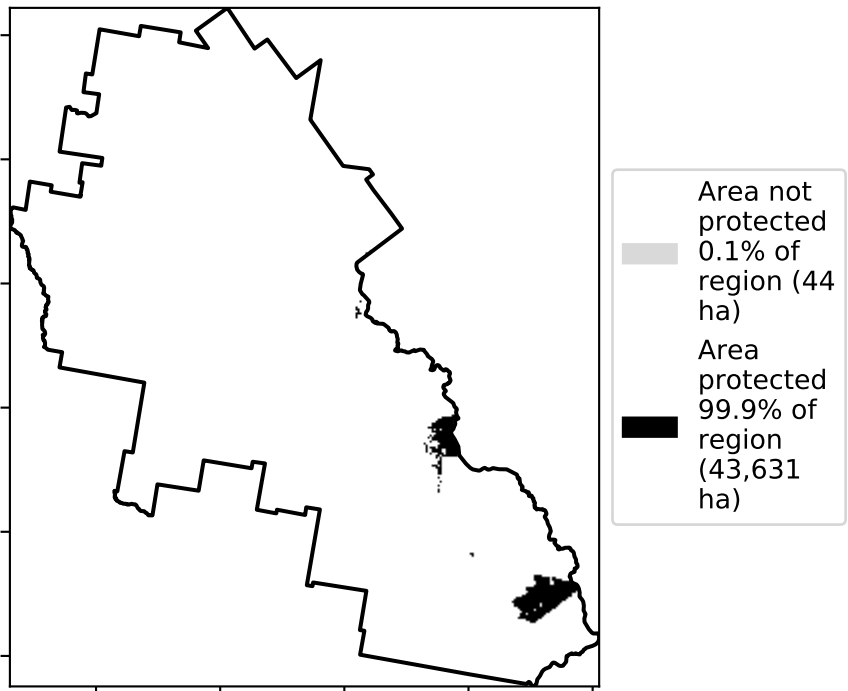 Area not
protected
0.1% of
region (44
ha)
Area
protected
99.9% of
region
(43,631
ha)